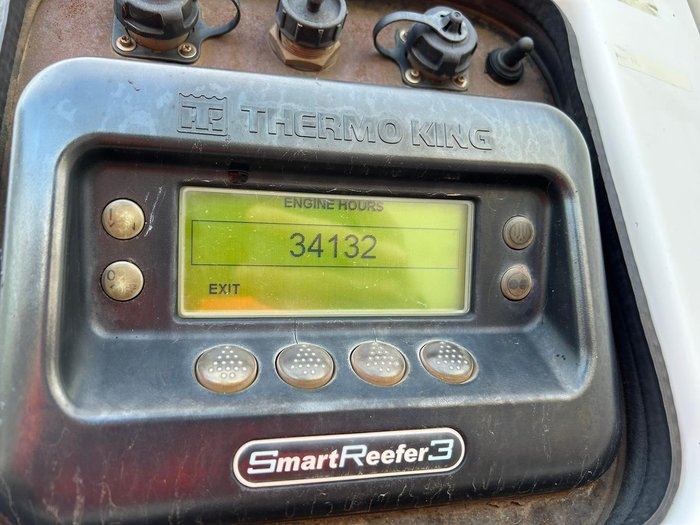 THERMO KING
ENGINE HOURS
34132
EXIT
SmartReefer3